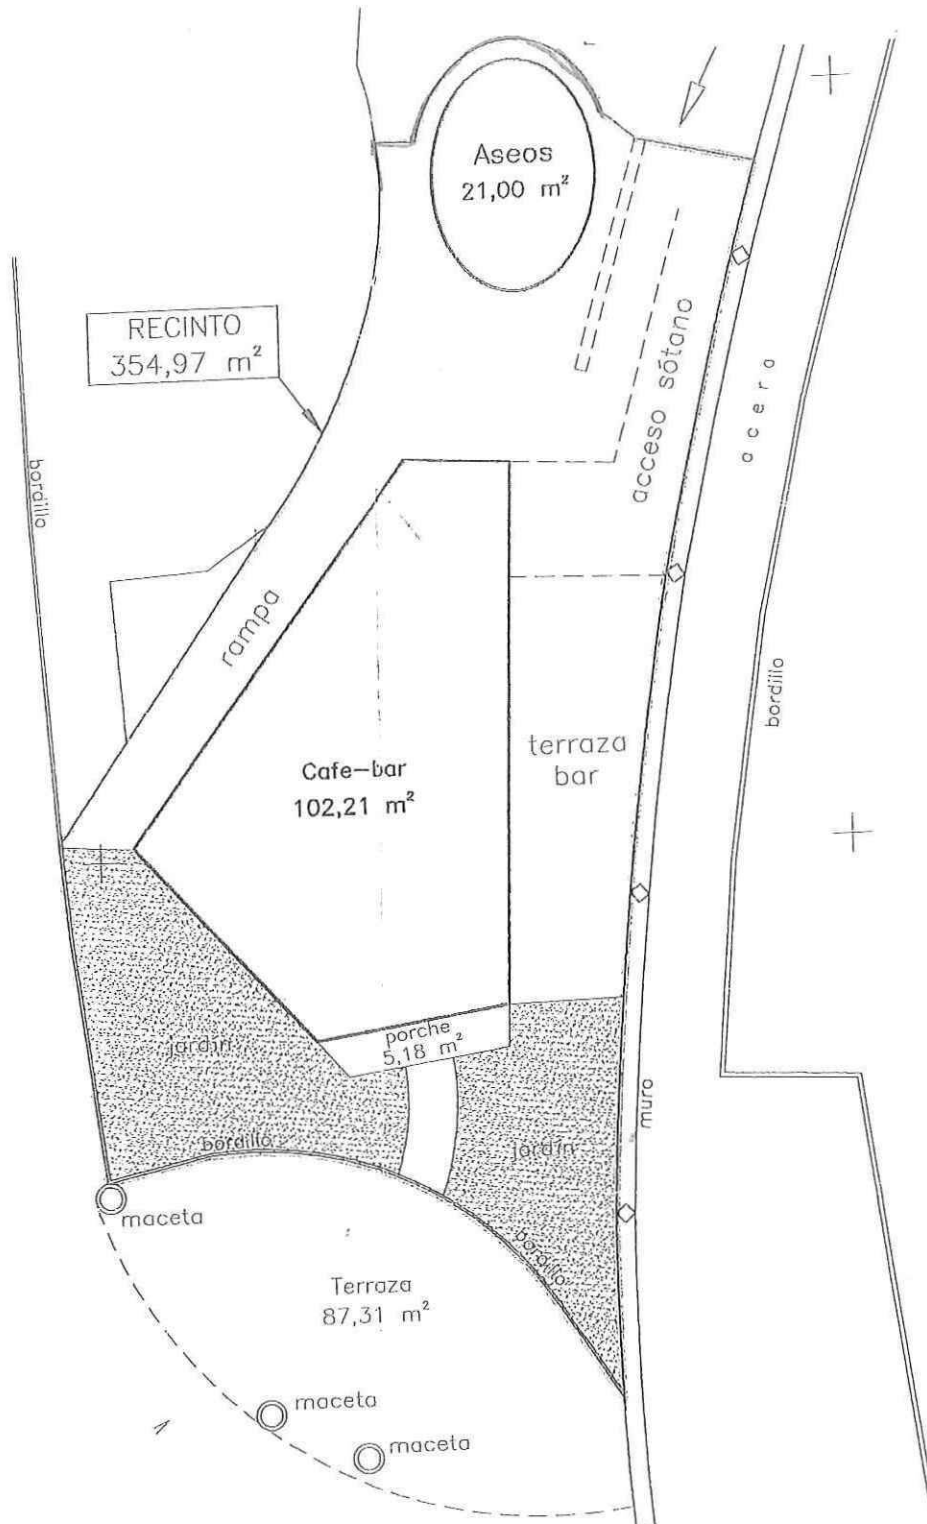 Aseos
21,00 m²
RECINTO
354,97 m²
acceso sótano
acera
bordillo
rampa
bordillo
terraza
bar
Cafe-bar
102,21 m²
porche
5,18 m²
jardín
muro
jardín
bordillo
maceta
bordillo
Terraza
87,31 m²
maceta
maceta